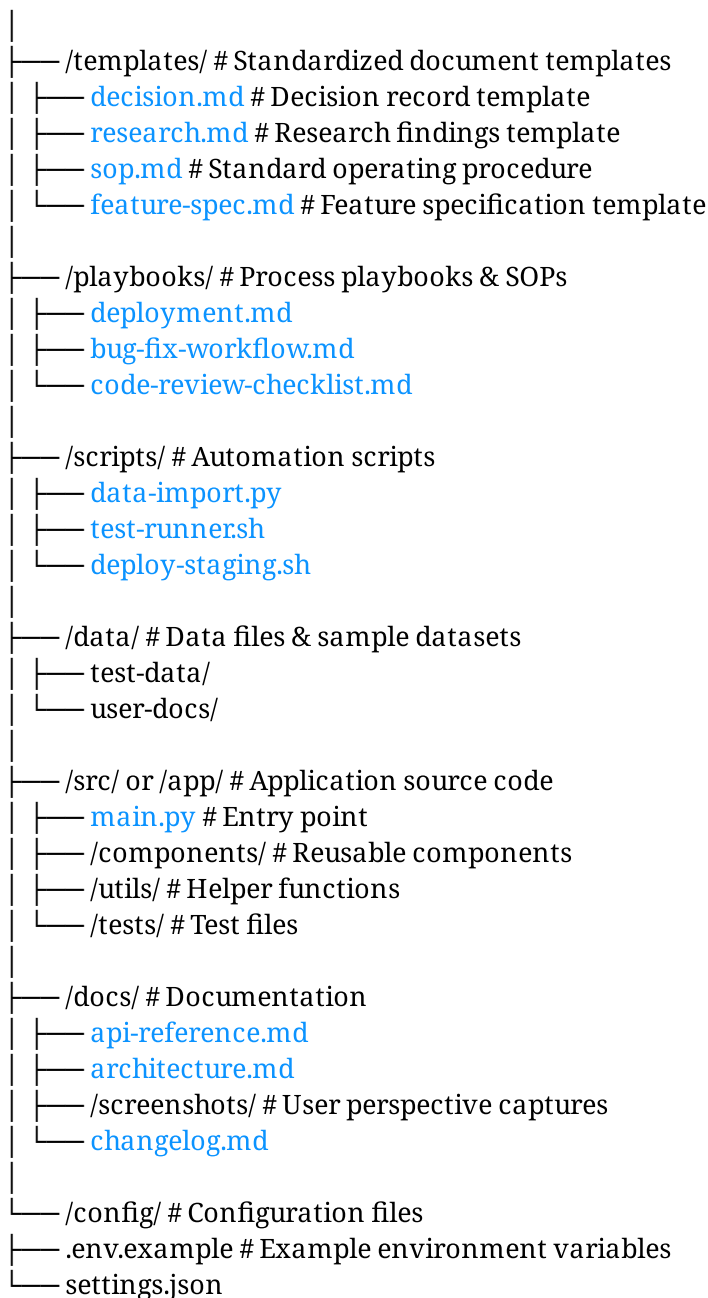 │
├── /templates/ # Standardized document templates
│ ├── decision.md # Decision record template
│ ├── research.md # Research findings template
│ ├── sop.md # Standard operating procedure
│ └── feature-spec.md # Feature specification template
│
├── /playbooks/ # Process playbooks & SOPs
│ ├── deployment.md
│ ├── bug-fix-workflow.md
│ └── code-review-checklist.md
│
├── /scripts/ # Automation scripts
│ ├── data-import.py
│ ├── test-runner.sh
│ └── deploy-staging.sh
│
├── /data/ # Data files & sample datasets
│ ├── test-data/
│ └── user-docs/
│
├── /src/ or /app/ # Application source code
│ ├── main.py # Entry point
│ ├── /components/ # Reusable components
│ ├── /utils/ # Helper functions
│ └── /tests/ # Test files
│
├── /docs/ # Documentation
│ ├── api-reference.md
│ ├── architecture.md
│ ├── /screenshots/ # User perspective captures
│ └── changelog.md
│
└── /config/ # Configuration files
├── .env.example # Example environment variables
└── settings.json